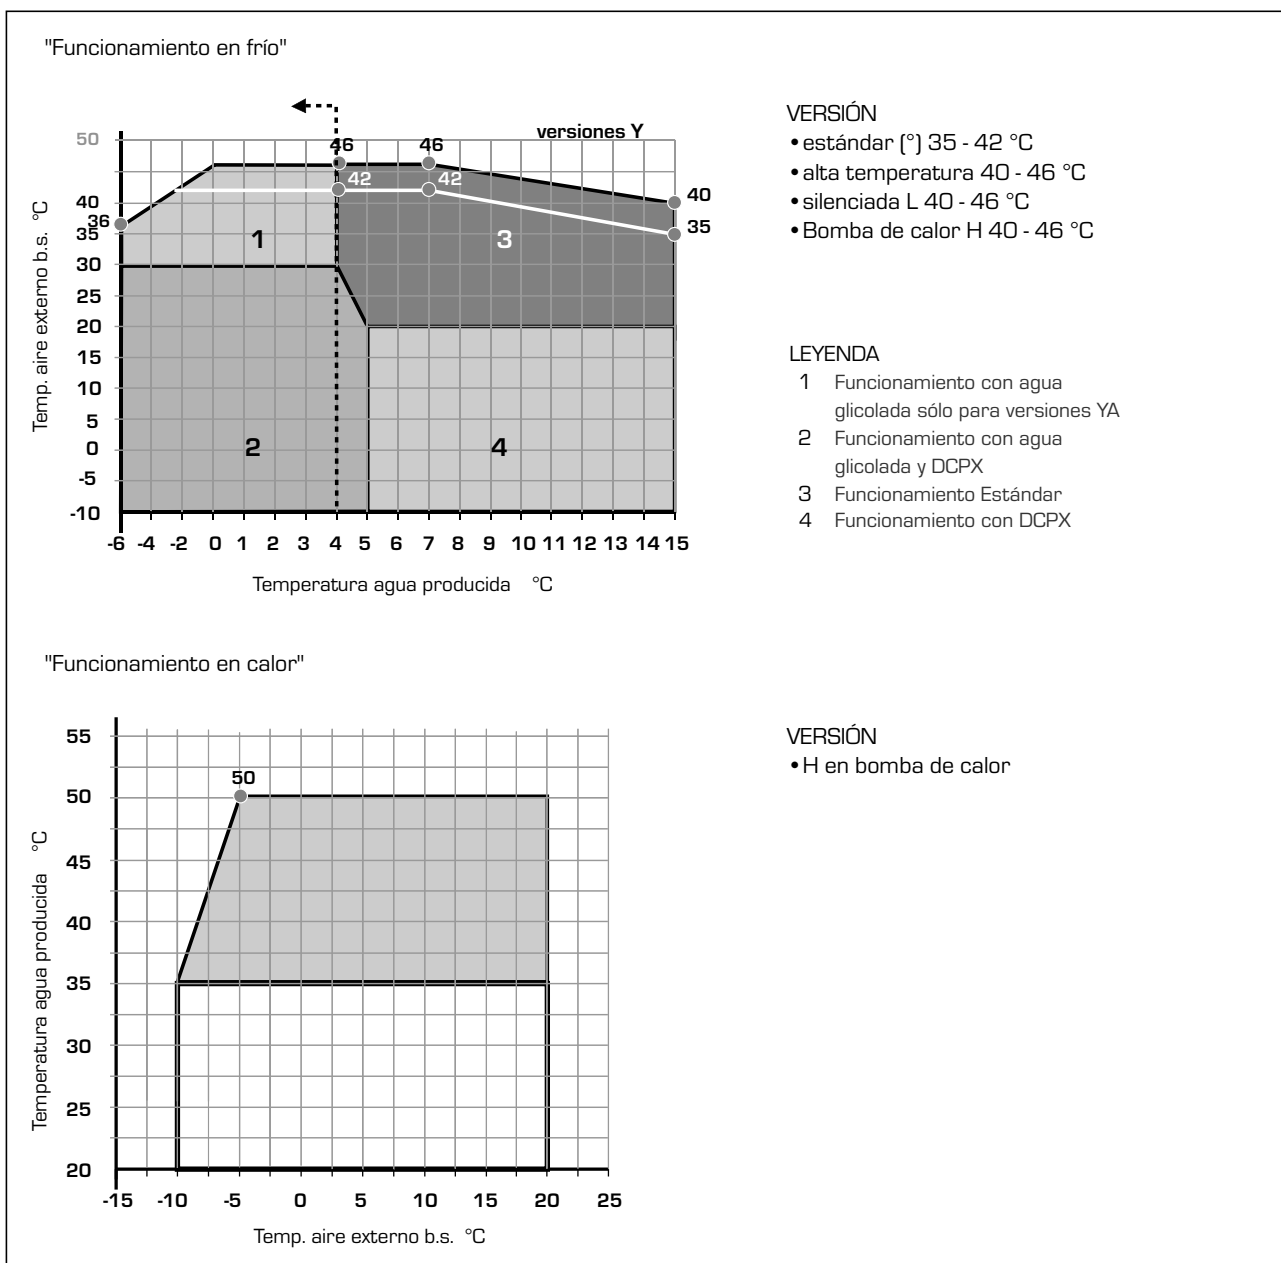 "Funcionamiento en frío"
versiones Y
50
40
35
30
25
20
15
10
5
0
-5
-10
36
46
46
42
42
40
35
1
2
3
4
-6 -4 -2 0 1 2 3 4 5 6 7 8 9 10 11 12 13 14 15
Temp. aire externo b.s. °C
Temperatura agua producida °C
VERSIÓN
• estándar (°) 35 - 42 °C
• alta temperatura 40 - 46 °C
• silenciada L 40 - 46 °C
• Bomba de calor H 40 - 46 °C
LEYENDA
1 Funcionamiento con agua
glicolada sólo para versiones YA
2 Funcionamiento con agua
glicolada y DCPX
3 Funcionamiento Estándar
4 Funcionamiento con DCPX
"Funcionamiento en calor"
55
50
45
40
35
30
25
20
50
-15 -10 -5 0 5 10 15 20 25
Temperatura agua producida °C
Temp. aire externo b.s. °C
VERSIÓN
• H en bomba de calor